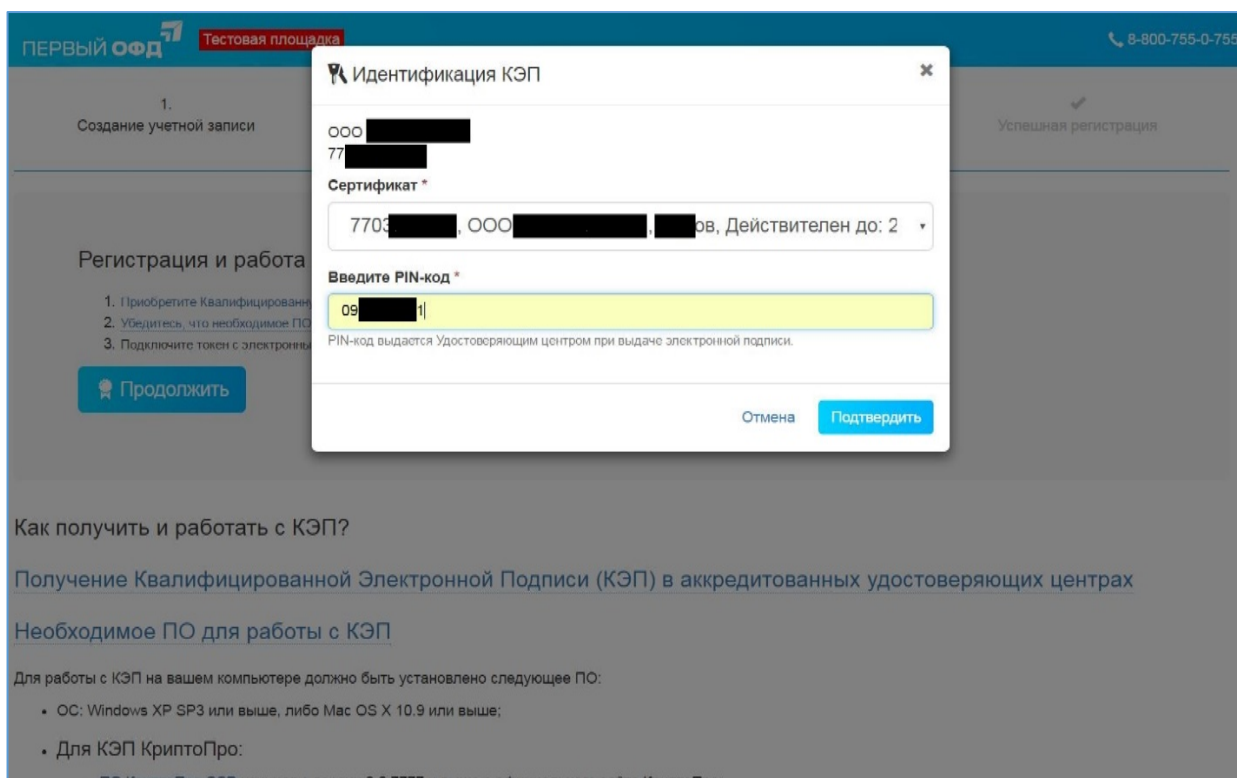 ПЕРВЫЙ ОФД
Тестовая площадка
8-800-755-0-755
1.
Создание учетной записи
Успешная регистрация
Идентификация КЭП
ООО
77
Сертификат *
7703 , ООО , ов, Действителен до: 2
Введите PIN-код *
09 1
PIN-код выдается Удостоверяющим центром при выдаче электронной подписи.
Отмена
Подтвердить
Регистрация и работа
1. Приобретите
2. Убедитесь, что необходимое ПО
3. Подключите токен с
Продолжить
Как получить и работать с КЭП?
Получение Квалифицированной Электронной Подписи (КЭП) в аккредитованных удостоверяющих центрах
Необходимое ПО для работы с КЭП
Для работы с КЭП на вашем компьютере должно быть установлено следующее ПО:
• ОС: Windows XP SP3 или выше, либо Mac OS X 10.9 или выше;
• Для КЭП КриптоПро: